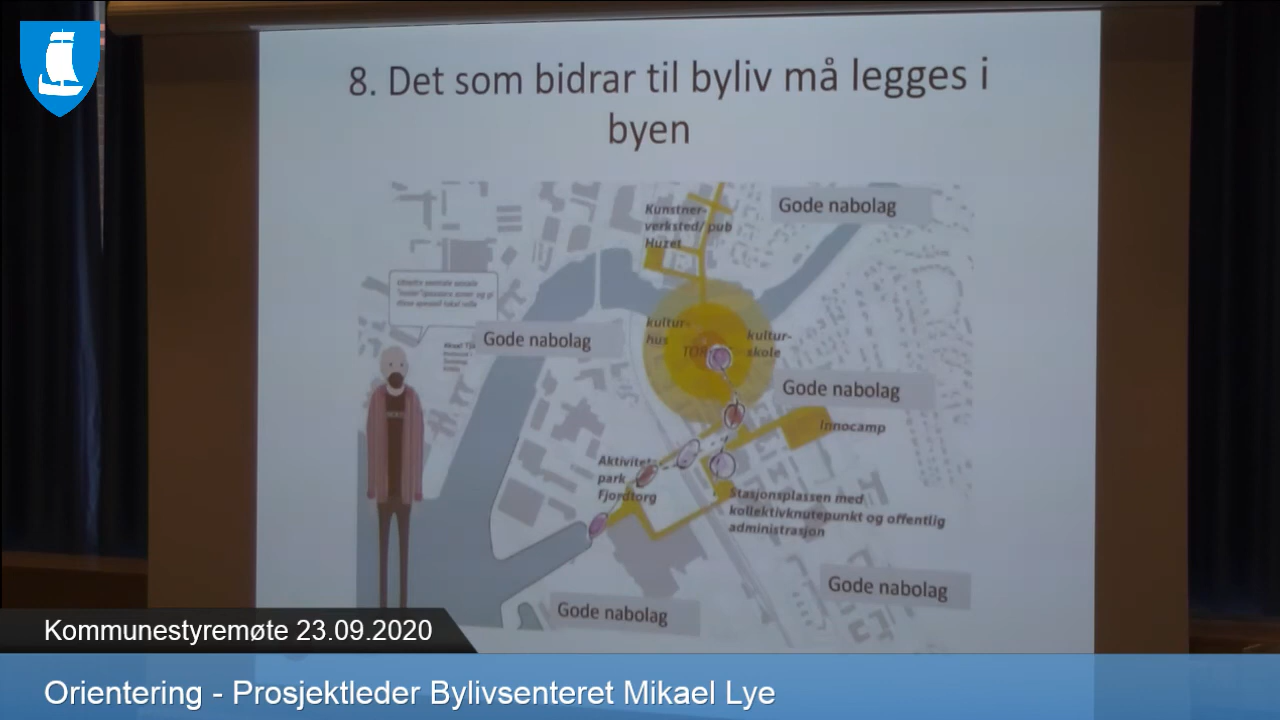 8. Det som bidrar til byliv må legges i
byen
Gode nabolag
Kunstner-
verksted/ pub
Huzet
Gode nabolag
kultur-
hus
kultur-
skole
Gode nabolag
Innocamp
Aktivitets
park
Fjordtorg
Stasjonsplassen med
kollektivknutepunkt og offentlig
administrasjon
Gode nabolag
Gode nabolag
Kommunestyremøte 23.09.2020
Orientering - Prosjektleder Bylivsenteret Mikael Lye